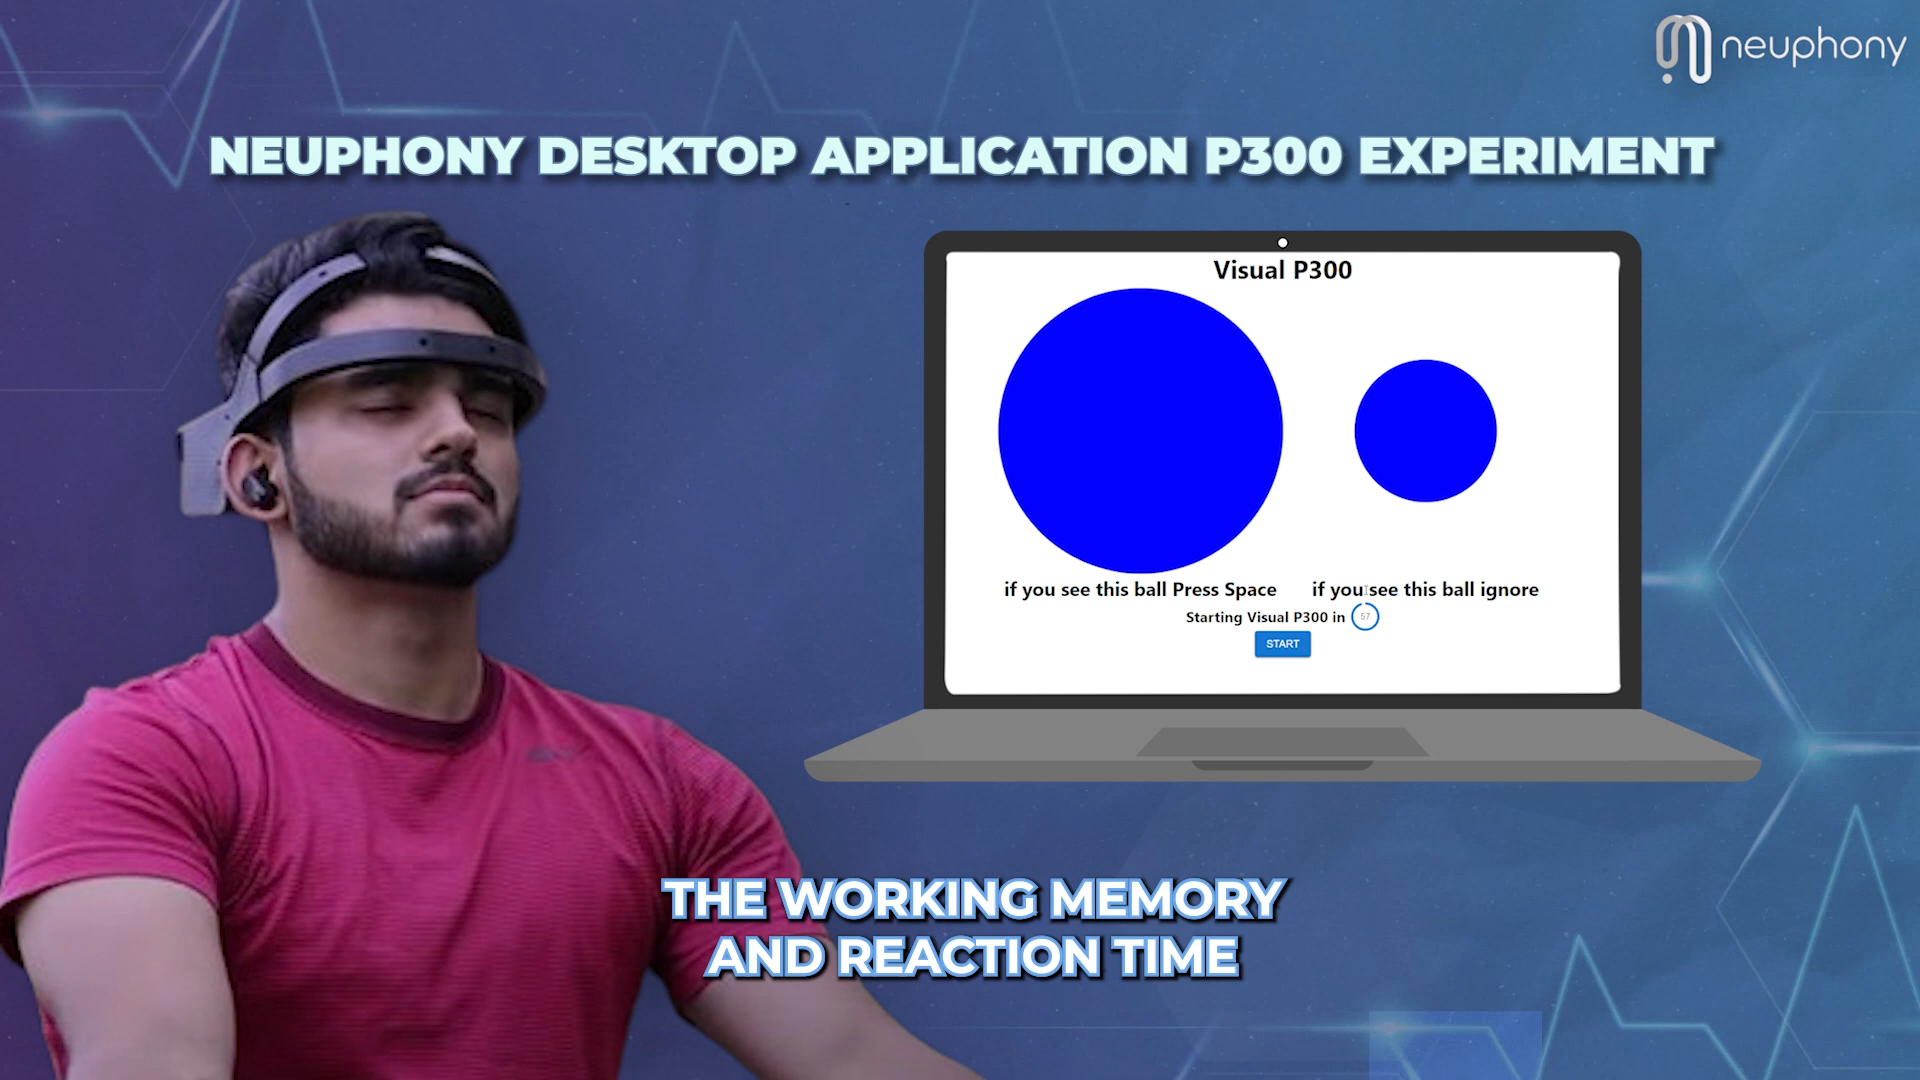 neuphony
NEUPHONY DESKTOP APPLICATION P300 EXPERIMENT
Visual P300
if you see this ball Press Space
if you see this ball ignore
Starting Visual P300 in 57
START
THE WORKING MEMORY
AND REACTION TIME